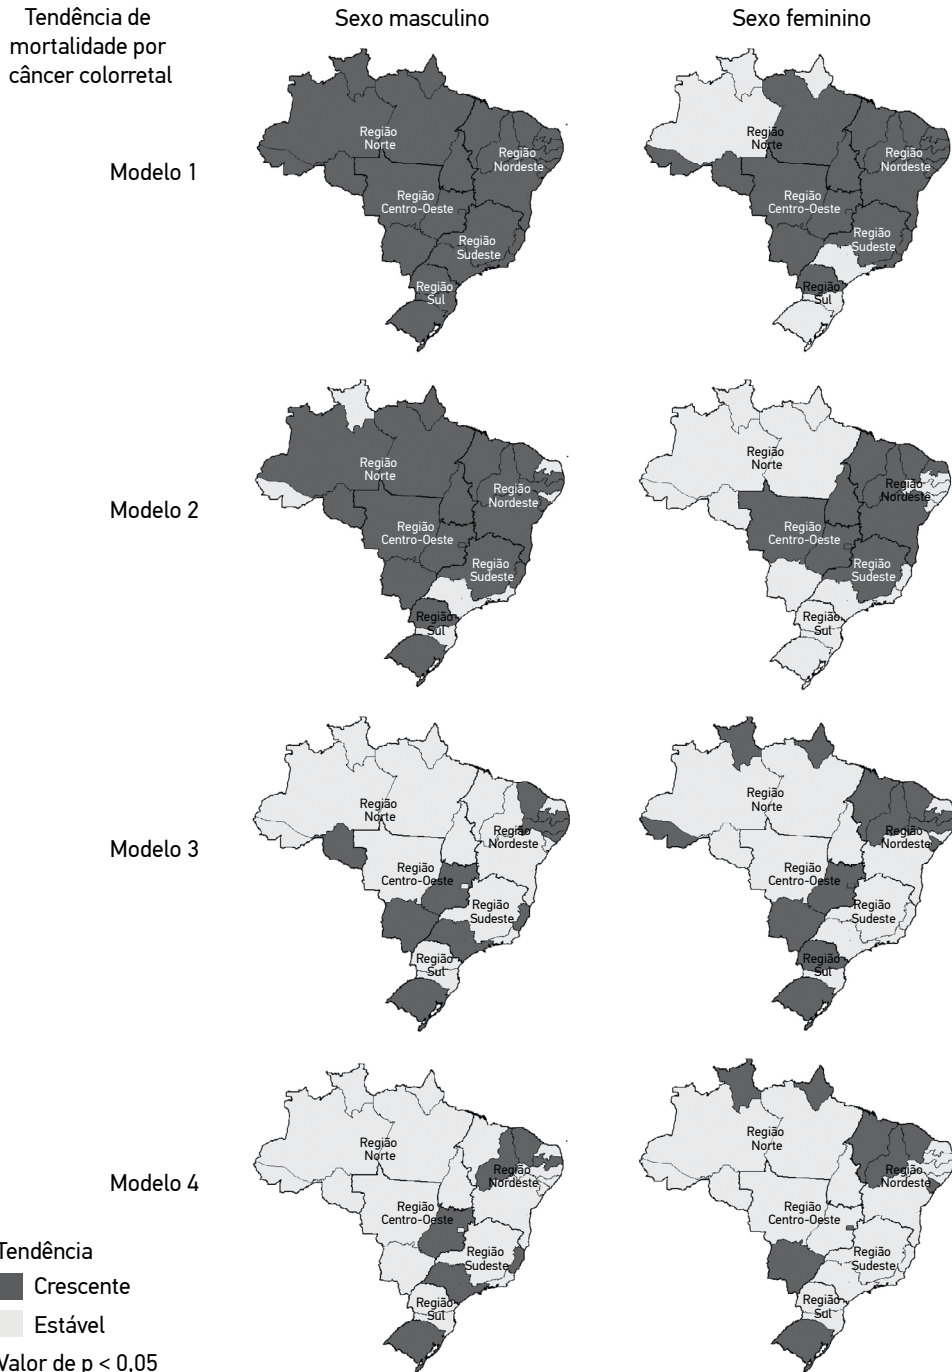 Tendência de
mortalidade por
câncer colorretal
Sexo masculino
Sexo feminino
Modelo 1
Região
Norte
Região
Nordeste
Região
Centro-Oeste
Região
Sudeste
Região
Sul
Região
Norte
Região
Nordeste
Região
Centro-Oeste
Região
Sudeste
Região
Sul
Modelo 2
Região
Norte
Região
Nordeste
Região
Centro-Oeste
Região
Sudeste
Região
Sul
Região
Norte
Região
Nordeste
Região
Centro-Oeste
Região
Sudeste
Região
Sul
Modelo 3
Região
Norte
Região
Nordeste
Região
Centro-Oeste
Região
Sudeste
Região
Sul
Região
Norte
Região
Nordeste
Região
Centro-Oeste
Região
Sudeste
Região
Sul
Modelo 4
Região
Norte
Região
Nordeste
Região
Centro-Oeste
Região
Sudeste
Região
Sul
Região
Norte
Região
Nordeste
Região
Centro-Oeste
Região
Sudeste
Região
Sul
Tendência
Crescente
Estável
Valor de p < 0,05